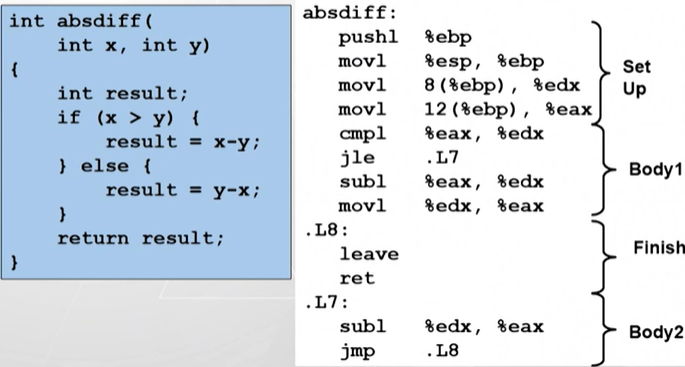 int absdiff(
    int x, int y)
{
    int result;
    if (x > y) {
        result = x-y;
    } else {
        result = y-x;
    }
    return result;
}
absdiff:
    pushl %ebp
    movl %esp, %ebp
    movl 8(%ebp), %edx
    movl 12(%ebp), %eax
    cmpl %eax, %edx
    jle .L7
    subl %eax, %edx
    movl %edx, %eax
.L8:
    leave
    ret
.L7:
    subl %edx, %eax
    jmp .L8
Set
Up
Body1
Finish
Body2